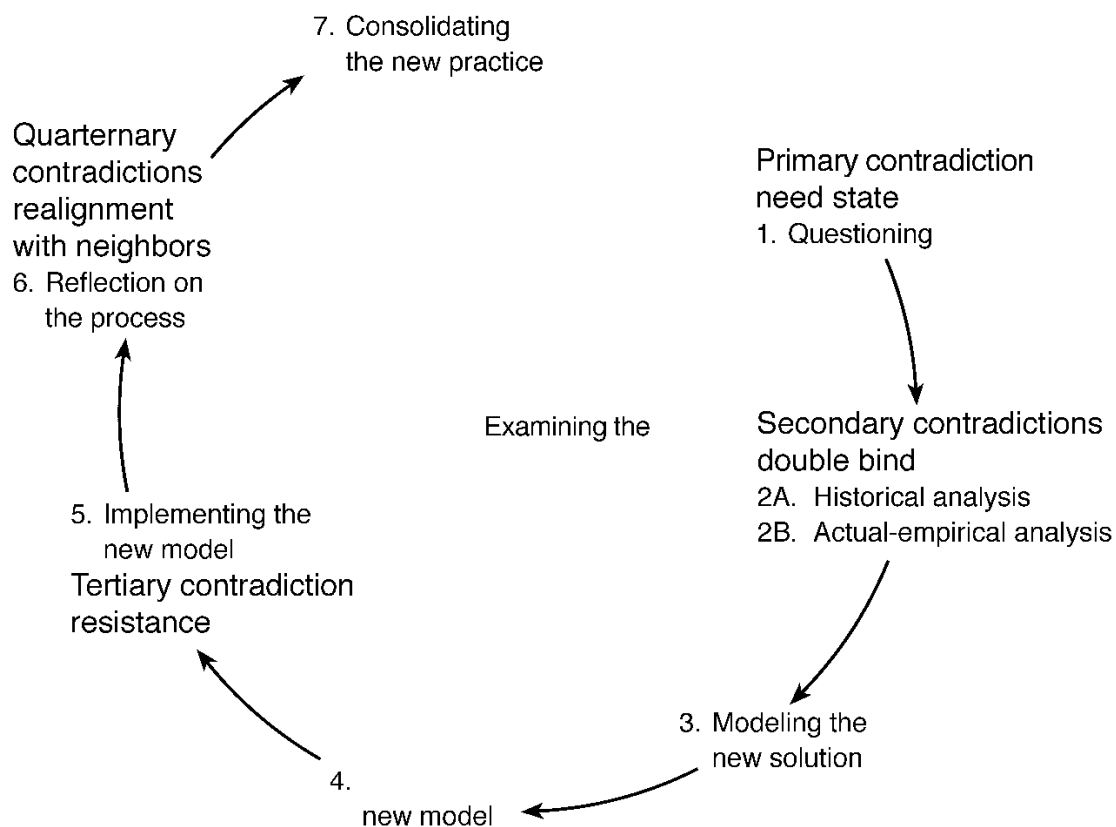 7. Consolidating
the new practice
Quarternary
contradictions
realignment
with neighbors
6. Reflection on
the process
Primary contradiction
need state
1. Questioning
Examining the
Secondary contradictions
double bind
2A. Historical analysis
2B. Actual-empirical analysis
5. Implementing the
new model
Tertiary contradiction
resistance
3. Modeling the
new solution
4.
new model